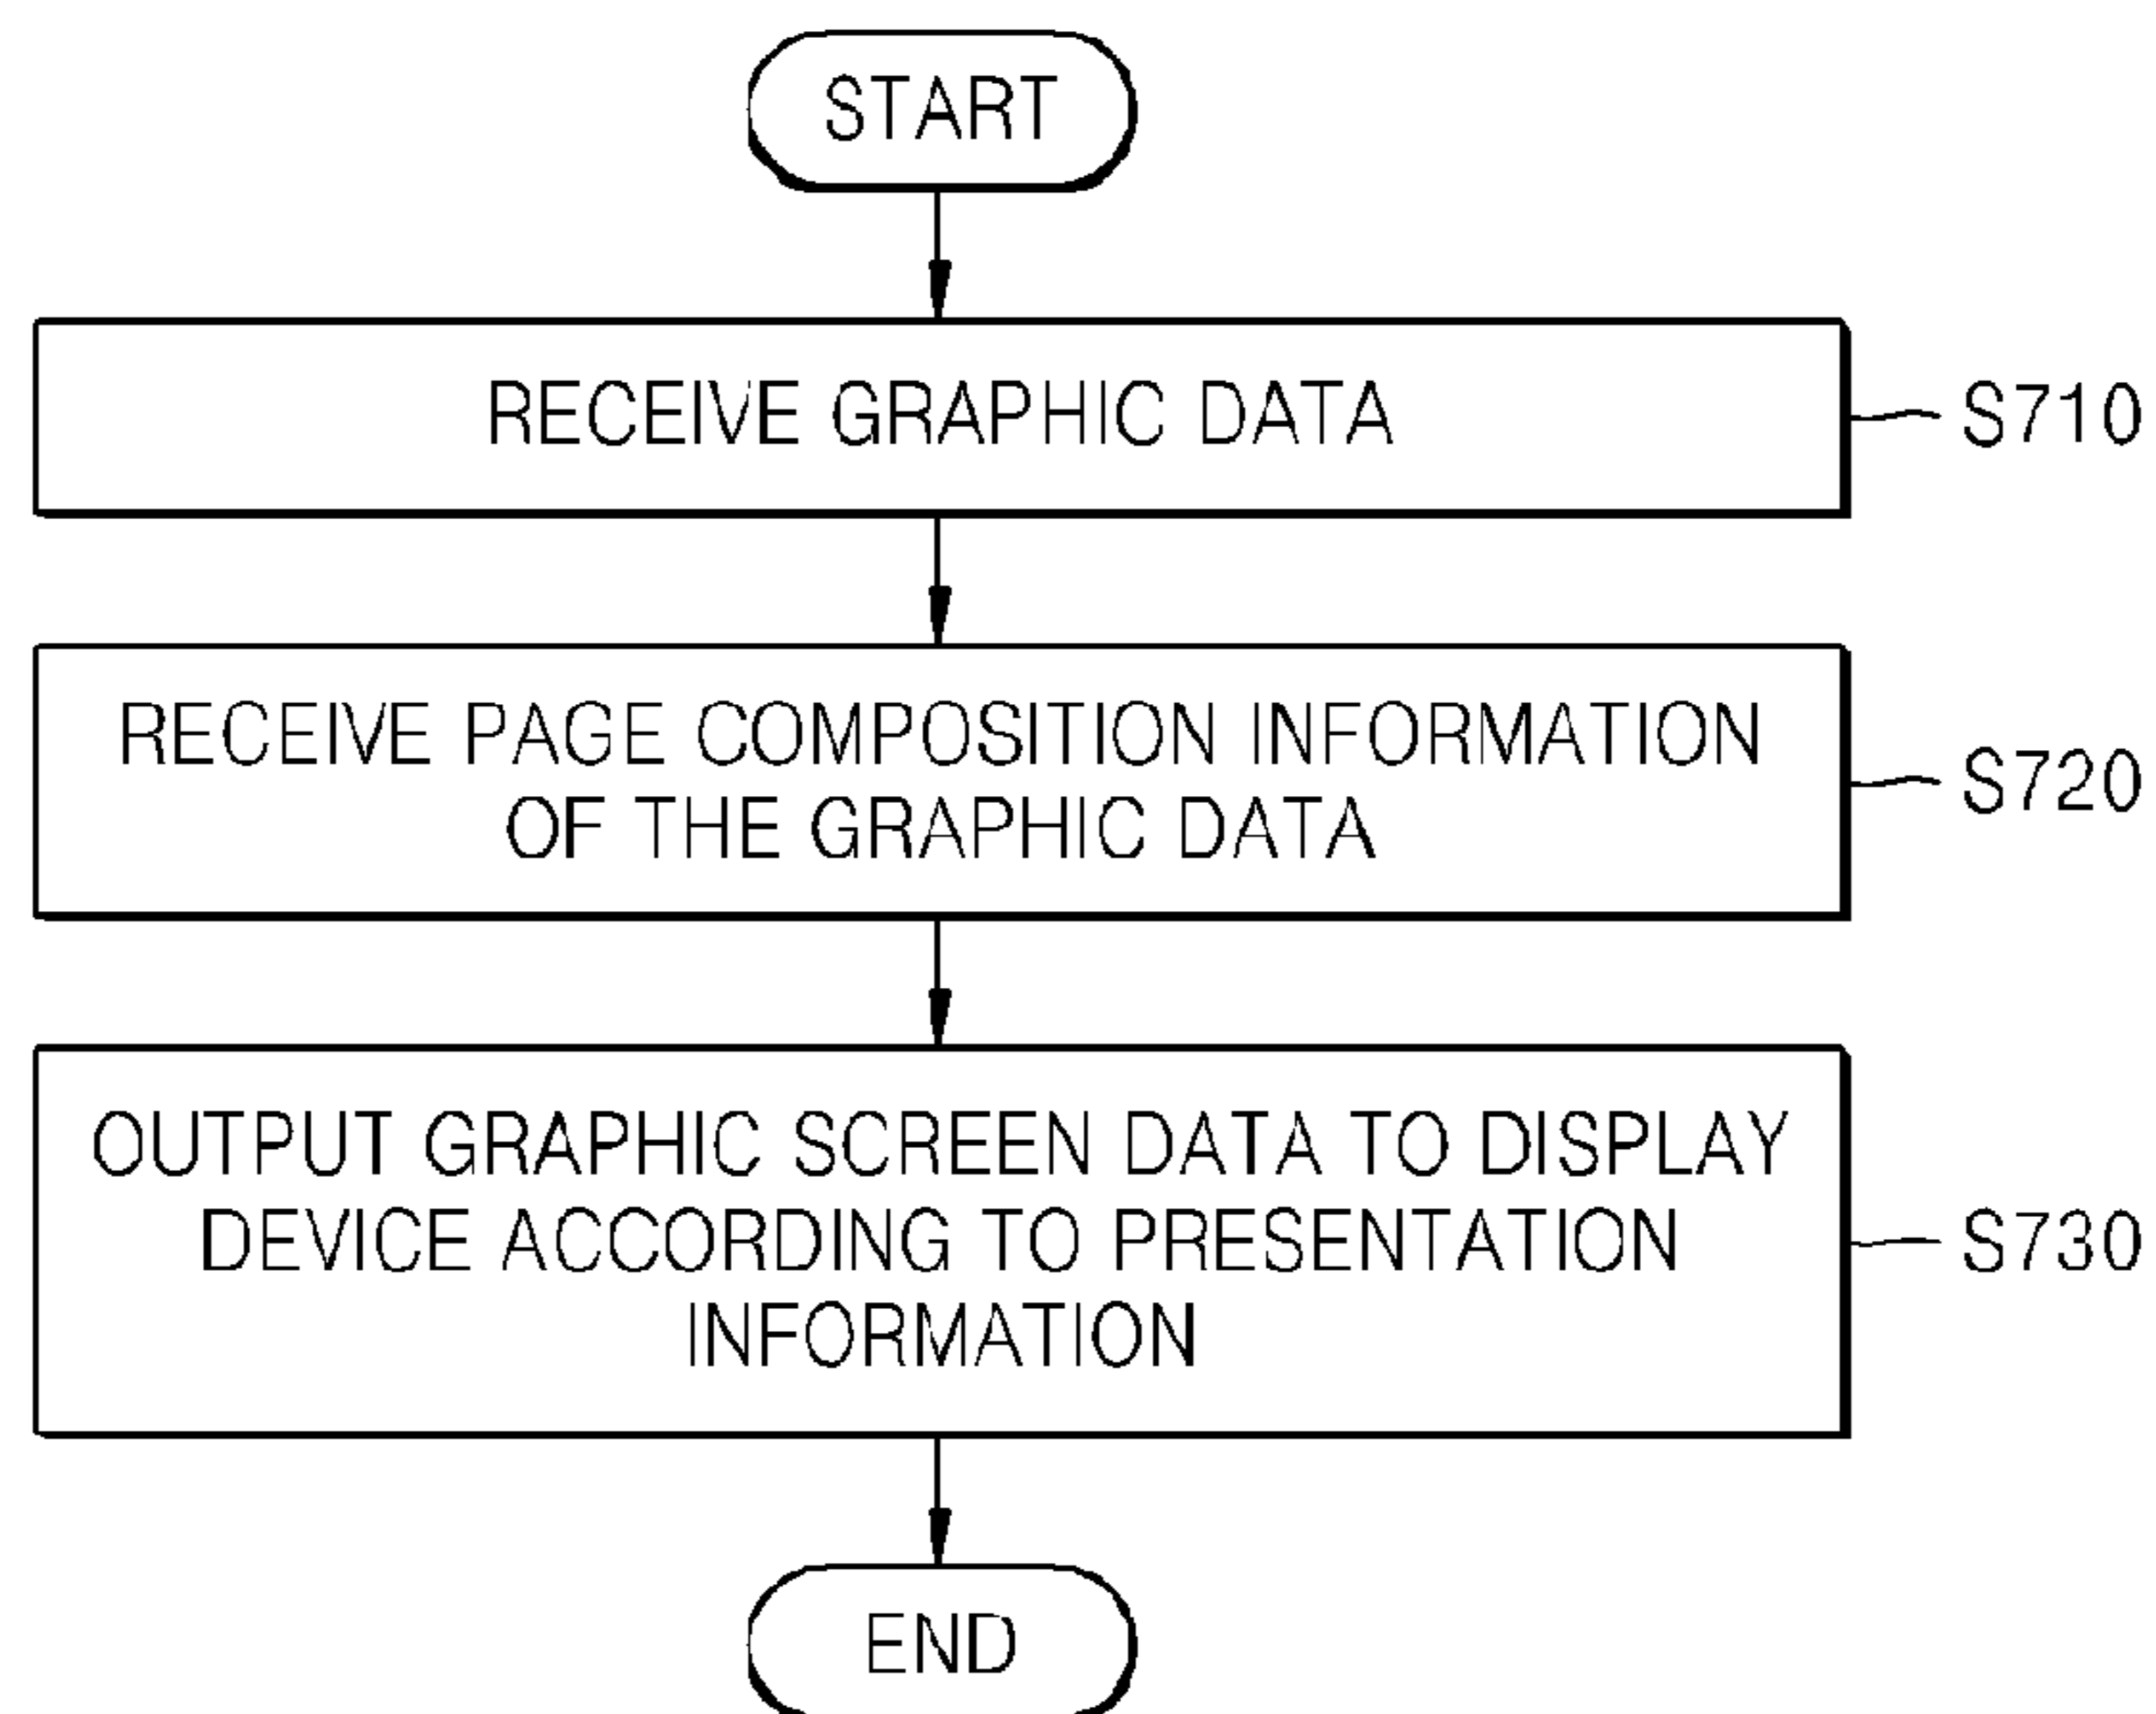 START
RECEIVE GRAPHIC DATA
S710
RECEIVE PAGE COMPOSITION INFORMATION
OF THE GRAPHIC DATA
S720
OUTPUT GRAPHIC SCREEN DATA TO DISPLAY
DEVICE ACCORDING TO PRESENTATION
INFORMATION
S730
END